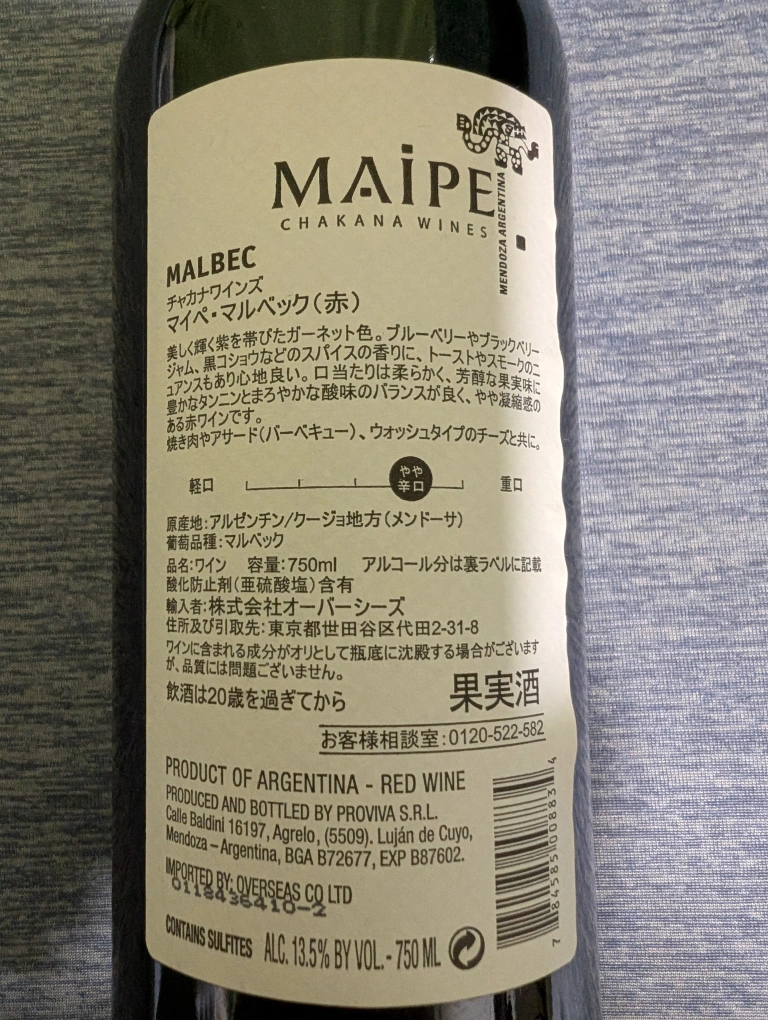 MAIPE
CHAKANA WINES
MENDOZA ARGENTINA
MALBEC
チャカナワインズ
マイペ・マルベック（赤）
美しく輝く紫を帯びたガーネット色。ブルーベリーやブラックベリー
ジャム、黒コショウなどのスパイスの香りに、トーストやスモークのニ
ュアンスもあり心地良い。口当たりは柔らかく、芳醇な果実味に
豊かなタンニンとまろやかな酸味のバランスが良く、やや凝縮感の
ある赤ワインです。
焼き肉やアサード（バーベキュー）、ウォッシュタイプのチーズと共に。
軽口 やや辛口 重口
原産地：アルゼンチン/クージョ地方（メンドーサ）
葡萄品種：マルベック
品名：ワイン 容量：750ml アルコール分は裏ラベルに記載
酸化防止剤（亜硫酸塩）含有
輸入者：株式会社オーバーシーズ
住所及び引取先：東京都世田谷区代田2-31-8
ワインに含まれる成分がオリとして瓶底に沈殿する場合がございます
が、品質には問題ございません。
飲酒は20歳を過ぎてから 果実酒
お客様相談室：0120-522-582
PRODUCT OF ARGENTINA - RED WINE
PRODUCED AND BOTTLED BY PROVIVA S.R.L.
Calle Baldini 16197, Agrelo, (5509). Luján de Cuyo,
Mendoza – Argentina, BGA B72677, EXP B87602.
IMPORTED BY: OVERSEAS CO LTD
0118436410-2
CONTAINS SULFITES ALC. 13.5% BY VOL. - 750 ML
7 84585 00883 4